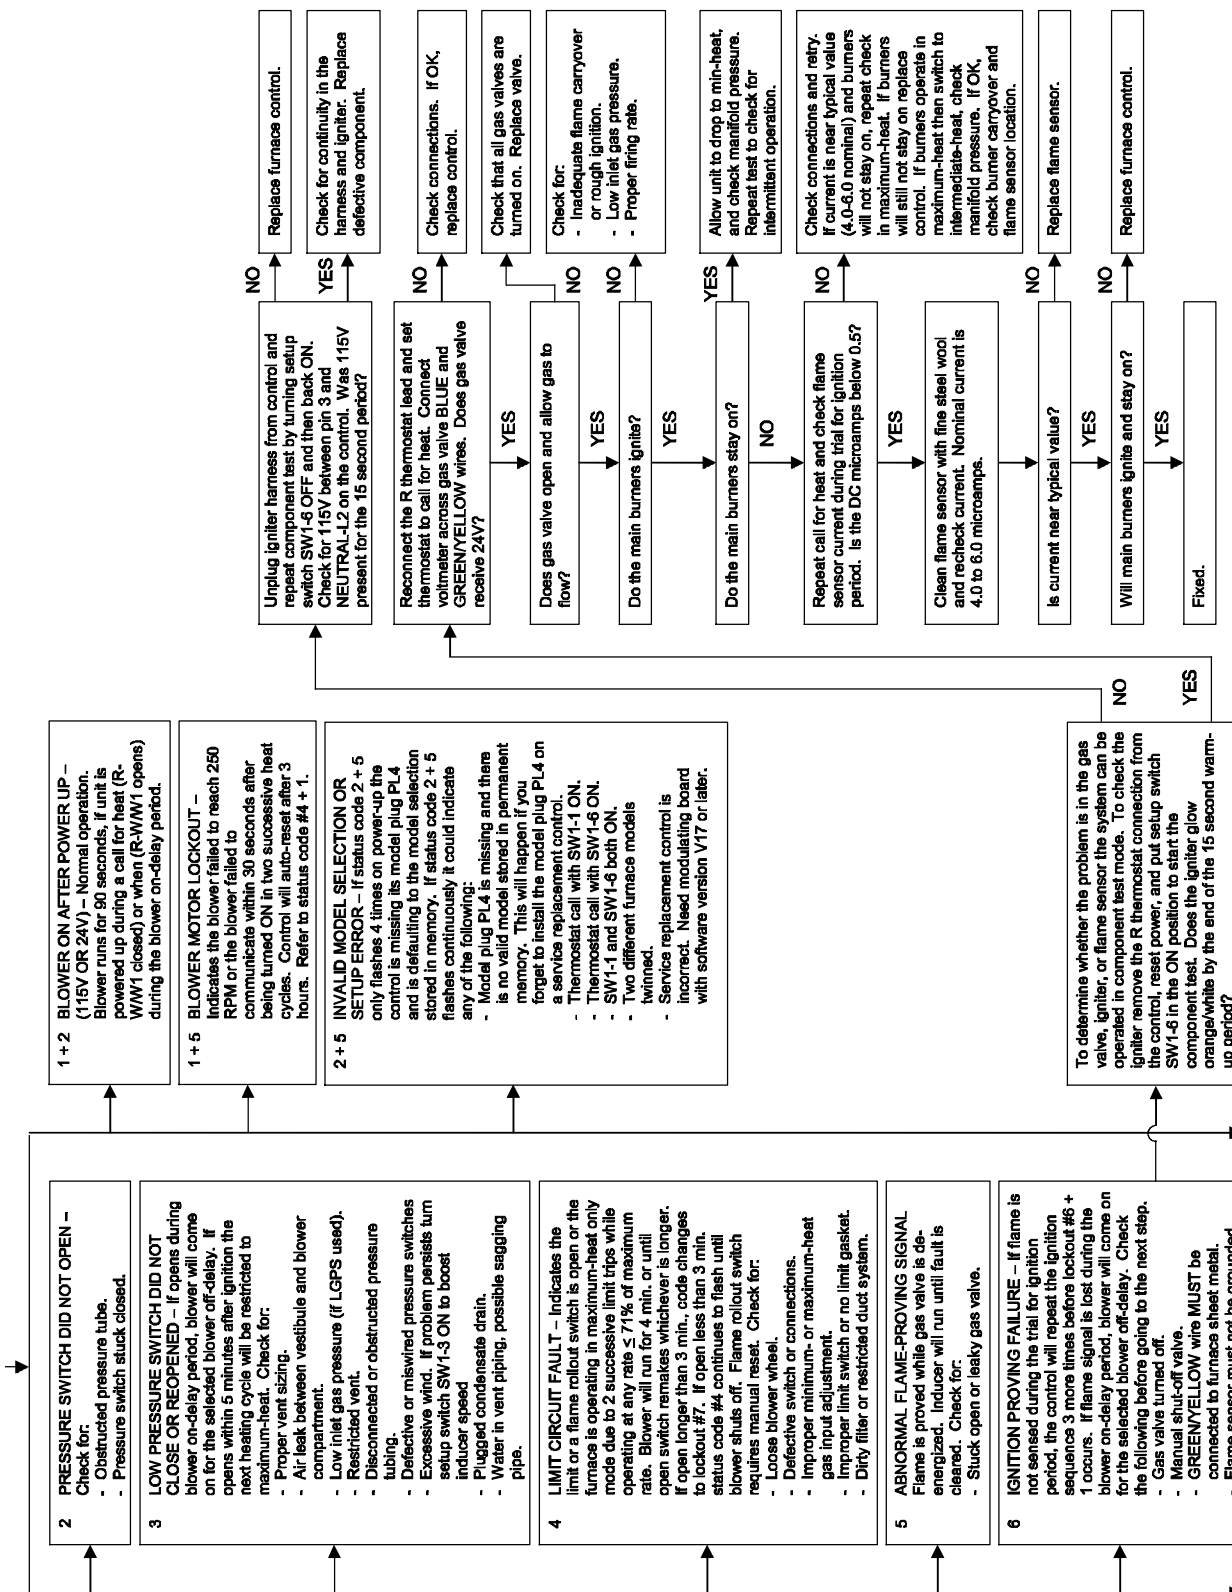 2 PRESSURE SWITCH DID NOT OPEN –
Check for:
- Obstructed pressure tube.
- Pressure switch stuck closed.
3 LOW PRESSURE SWITCH DID NOT
CLOSE OR REOPENED – If opens during
blower on-delay period, blower will come
on for the selected blower off-delay. If
opens within 5 minutes after ignition the
next heating cycle will be restricted to
maximum-heat. Check for:
- Proper vent sizing.
- Air leak between vestibule and blower
compartment.
- Low inlet gas pressure (if LGPS used).
- Restricted vent.
- Disconnected or obstructed pressure
tubing.
- Defective or miswired pressure switches
- Excessive wind. If problem persists turn
setup switch SW1-3 ON to boost
inducer speed
- Plugged condensate drain.
- Water in vent piping, possible sagging
pipe.
4 LIMIT CIRCUIT FAULT – Indicates the
limit or a flame rollout switch is open or the
furnace is operating in maximum-heat only
mode due to 2 successive limit trips while
operating at any rate ≤ 71% of maximum
rate. Blower will run for 4 min. or until
open switch remakes whichever is longer.
If open longer than 3 min., code changes
to lockout #7. If open less than 3 min.
status code #4 continues to flash until
blower shuts off. Flame rollout switch
requires manual reset. Check for:
- Loose blower wheel.
- Defective switch or connections.
- Improper minimum- or maximum-heat
gas input adjustment.
- Improper limit switch or no limit gasket.
- Dirty filter or restricted duct system.
5 ABNORMAL FLAME-PROVING SIGNAL
Flame is proved while gas valve is de-
energized. Inducer will run until fault is
cleared. Check for:
- Stuck open or leaky gas valve.
6 IGNITION PROVING FAILURE – If flame is
not sensed during the trial for ignition
period, the control will repeat the ignition
sequence 3 more times before lockout #6 +
1 occurs. If flame signal is lost during the
blower on-delay period, blower will come on
for the selected blower off-delay. Check
the following before going to the next step.
- Gas valve turned off.
- Manual shut-off valve.
- GREEN/YELLOW wire MUST be
connected to furnace sheet metal.
- Flame sensor must not be grounded
1 + 2 BLOWER ON AFTER POWER UP –
(115V OR 24V) – Normal operation.
Blower runs for 90 seconds, if unit is
powered up during a call for heat (R-
W/W1 closed) or when (R-W/W1 opens)
during the blower on-delay period.
1 + 5 BLOWER MOTOR LOCKOUT –
Indicates the blower failed to reach 250
RPM or the blower failed to
communicate within 30 seconds after
being turned ON in two successive heat
cycles. Control will auto-reset after 3
hours. Refer to status code #4 + 1.
2 + 5 INVALID MODEL SELECTION OR
SETUP ERROR – If status code 2 + 5
only flashes 4 times on power-up the
control is missing its model plug PL4
and is defaulting to the model selection
stored in memory. If status code 2 + 5
flashes continuously it could indicate
any of the following:
- Model plug PL4 is missing and there
is no valid model stored in permanent
memory. This will happen if you
forget to install the model plug PL4 on
a service replacement control.
- Thermostat call with SW1-1 ON.
- Thermostat call with SW1-6 ON.
- SW1-1 and SW1-6 both ON.
- Two different furnace models
twinned.
- Service replacement control is
incorrect. Need modulating board
with software version V17 or later.
To determine whether the problem is in the gas
valve, igniter, or flame sensor the system can be
operated in component test mode. To check the
igniter remove the R thermostat connection from
the control, reset power, and put setup switch
SW1-6 in the ON position to start the
component test. Does the igniter glow
orange/white by the end of the 15 second warm-
up period?
NO
YES
Unplug igniter harness from control and
repeat component test by turning setup
switch SW1-6 OFF and then back ON.
Check for 115V between pin 3 and
NEUTRAL-L2 on the control. Was 115V
present for the 15 second period?
NO
Replace furnace control.
YES
Check for continuity in the
harness and igniter. Replace
defective component.
Reconnect the R thermostat lead and set
thermostat to call for heat. Connect
voltmeter across gas valve BLUE and
GREEN/YELLOW wires. Does gas valve
receive 24V?
NO
Check connections. If OK,
replace control.
YES
Does gas valve open and allow gas to
flow?
NO
Check that all gas valves are
turned on. Replace valve.
YES
Do the main burners ignite?
NO
Check for:
- Inadequate flame carryover
or rough ignition.
- Low inlet gas pressure.
- Proper firing rate.
YES
Do the main burners stay on?
YES
Allow unit to drop to min-heat,
and check manifold pressure.
Repeat test to check for
intermittent operation.
NO
Repeat call for heat and check flame
sensor current during trial for ignition
period. Is the DC microamps below 0.5?
NO
Check connections and retry.
If current is near typical value
(4.0-6.0 nominal) and burners
will not stay on, repeat check
in maximum-heat. If burners
will still not stay on replace
control. If burners operate in
maximum-heat then switch to
intermediate-heat, check
manifold pressure. If OK,
check burner carryover and
flame sensor location.
YES
Clean flame sensor with fine steel wool
and recheck current. Nominal current is
4.0 to 6.0 microamps.
Is current near typical value?
NO
Replace flame sensor.
YES
Will main burners ignite and stay on?
NO
Replace furnace control.
YES
Fixed.